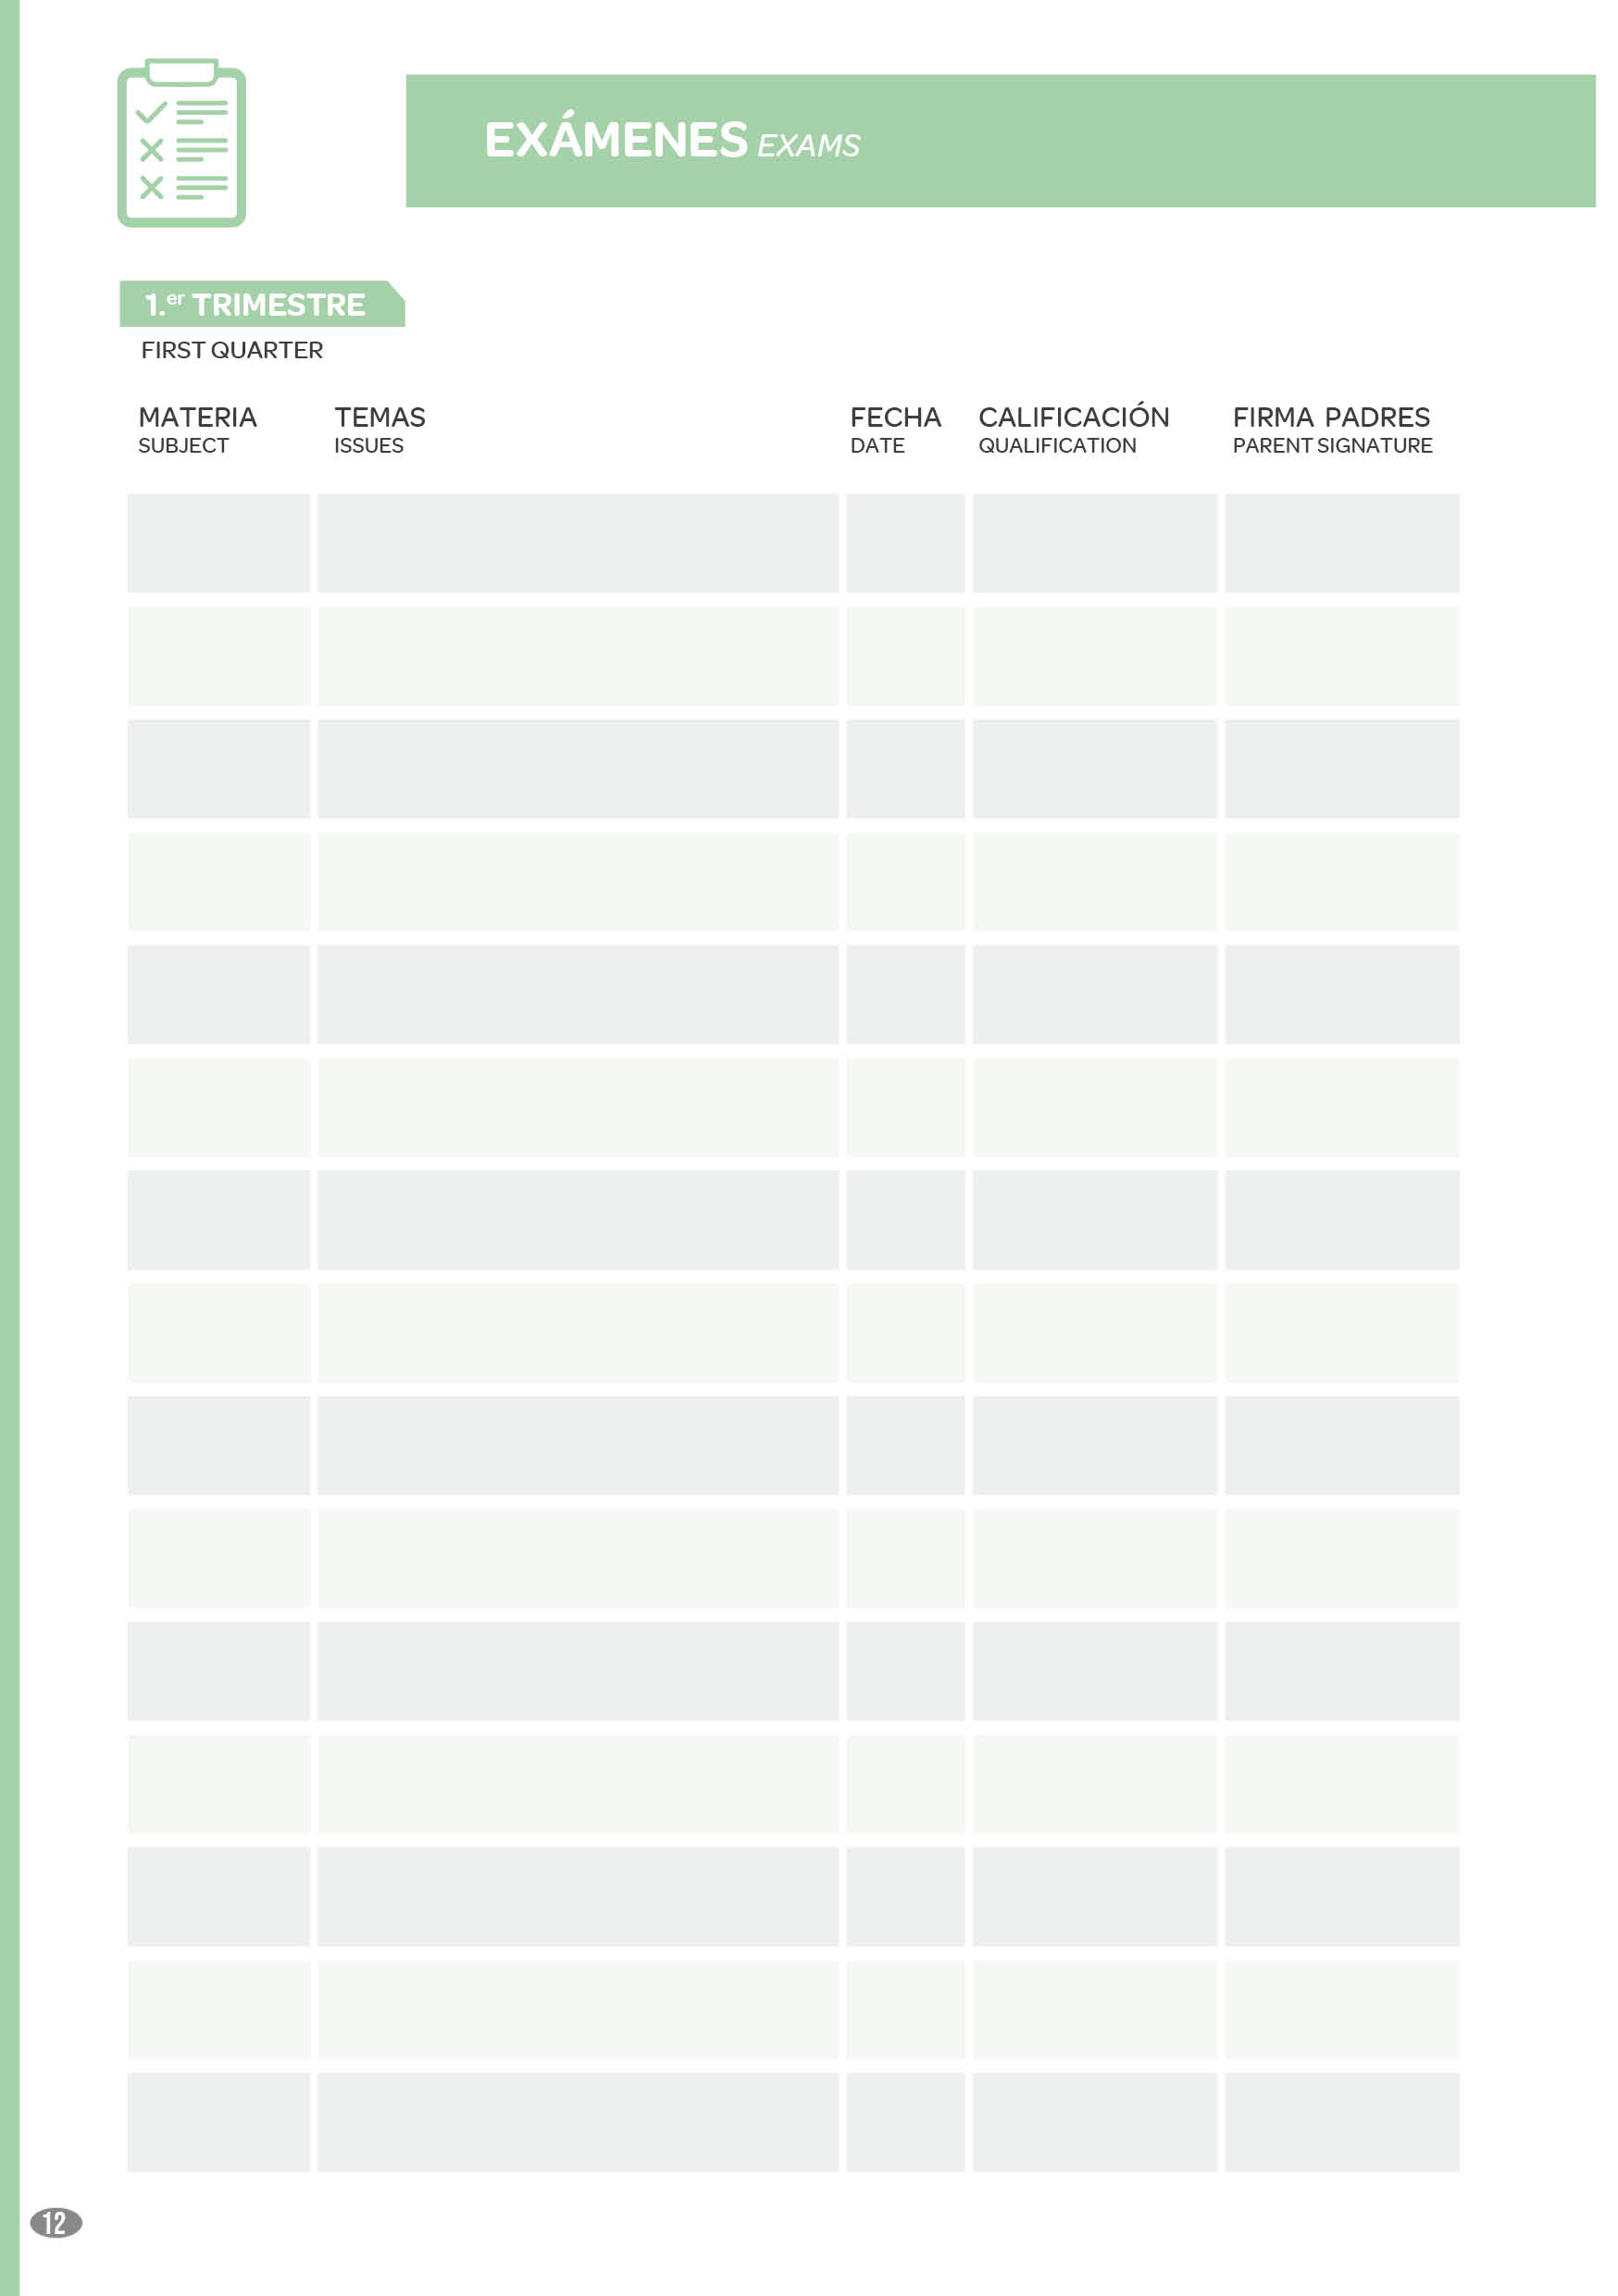 EXÁMENES EXAMS
1.er TRIMESTRE
FIRST QUARTER
MATERIA TEMAS FECHA CALIFICACIÓN FIRMA PADRES
SUBJECT ISSUES DATE QUALIFICATION PARENT SIGNATURE
12